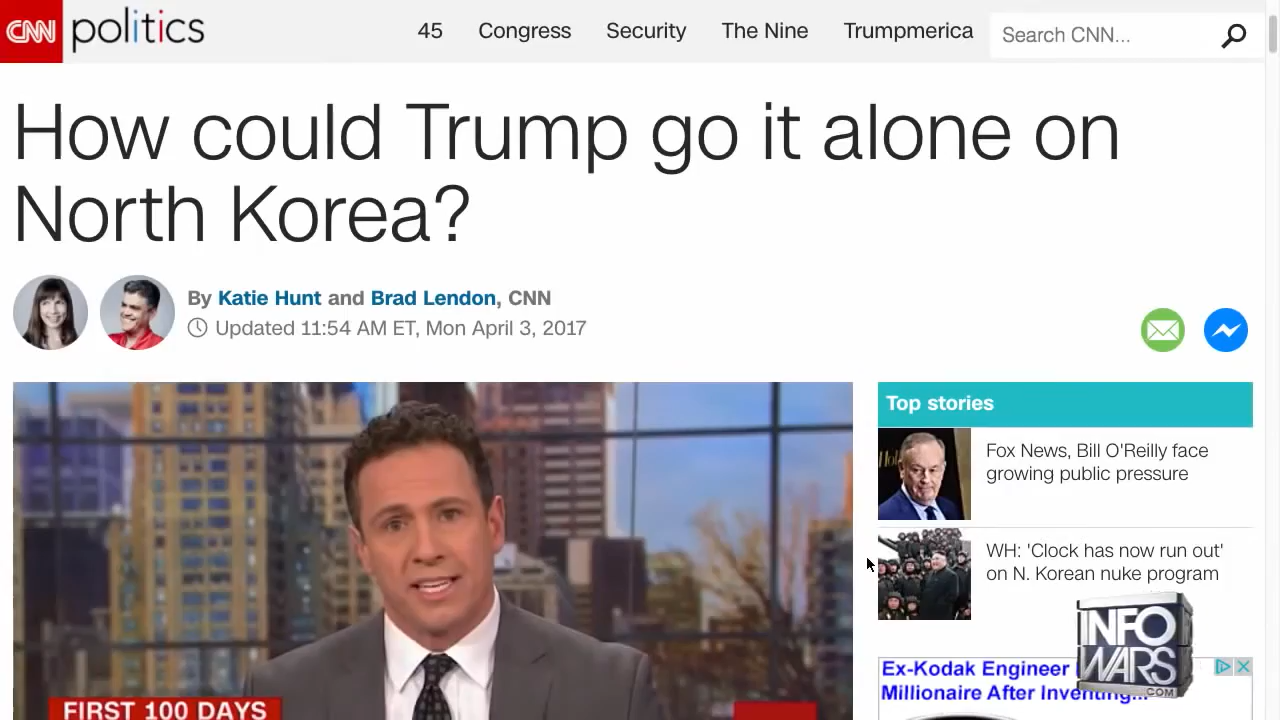 CNN politics
45 Congress Security The Nine Trumpmerica Search CNN...
How could Trump go it alone on
North Korea?
By Katie Hunt and Brad Lendon, CNN
Updated 11:54 AM ET, Mon April 3, 2017
Top stories
Fox News, Bill O'Reilly face
growing public pressure
WH: 'Clock has now run out'
on N. Korean nuke program
Ex-Kodak Engineer
Millionaire After Inventing...
INFO
WARS
.COM
FIRST 100 DAYS